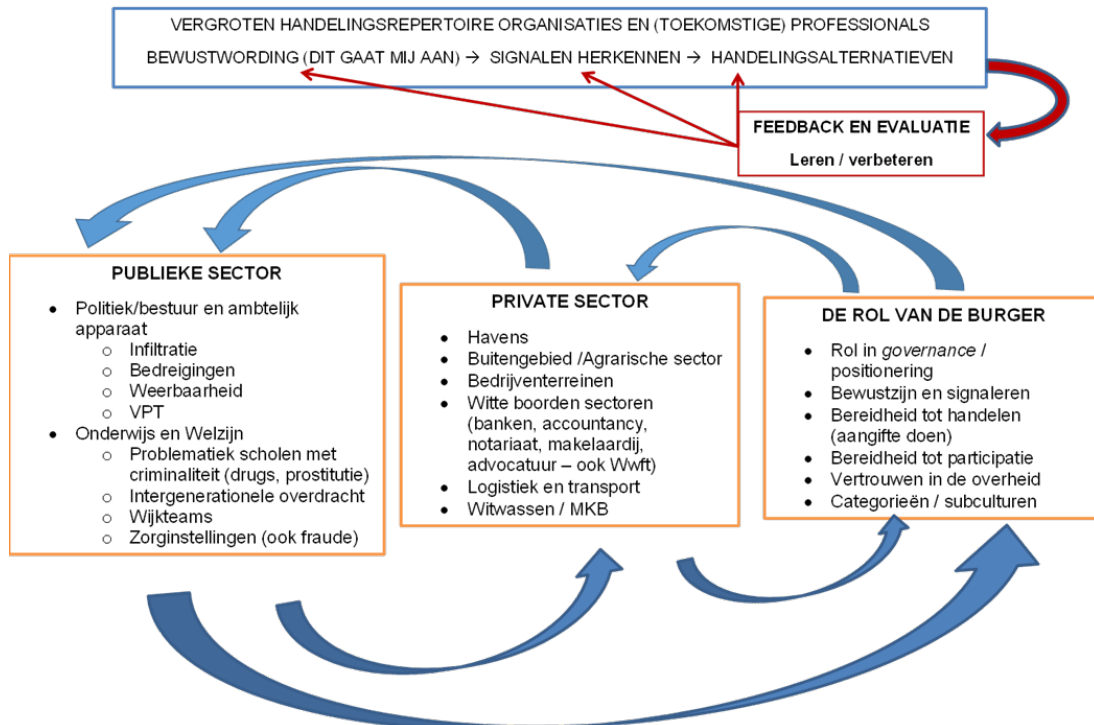 VERGROTEN HANDELINGSREPERTOIRE ORGANISATIES EN (TOEKOMSTIGE) PROFESSIONALS
BEWUSTWORDING (DIT GAAT MIJ AAN) → SIGNALEN HERKENNEN → HANDELINGSALTERNATIEVEN
FEEDBACK EN EVALUATIE
Leren / verbeteren
PUBLIEKE SECTOR
• Politiek/bestuur en ambtelijk
apparaat
o Infiltratie
o Bedreigingen
o Weerbaarheid
o VPT
• Onderwijs en Welzijn
o Problematiek scholen met
criminaliteit (drugs, prostitutie)
o Intergenerationele overdracht
o Wijkteams
o Zorginstellingen (ook fraude)
PRIVATE SECTOR
• Havens
• Buitengebied /Agrarische sector
• Bedrijventerreinen
• Witte boorden sectoren
(banken, accountancy,
notariaat, makelaardij,
advocatuur – ook Wwft)
• Logistiek en transport
• Witwassen / MKB
DE ROL VAN DE BURGER
• Rol in governance /
positionering
• Bewustzijn en signaleren
• Bereidheid tot handelen
(aangifte doen)
• Bereidheid tot participatie
• Vertrouwen in de overheid
• Categorieën / subculturen